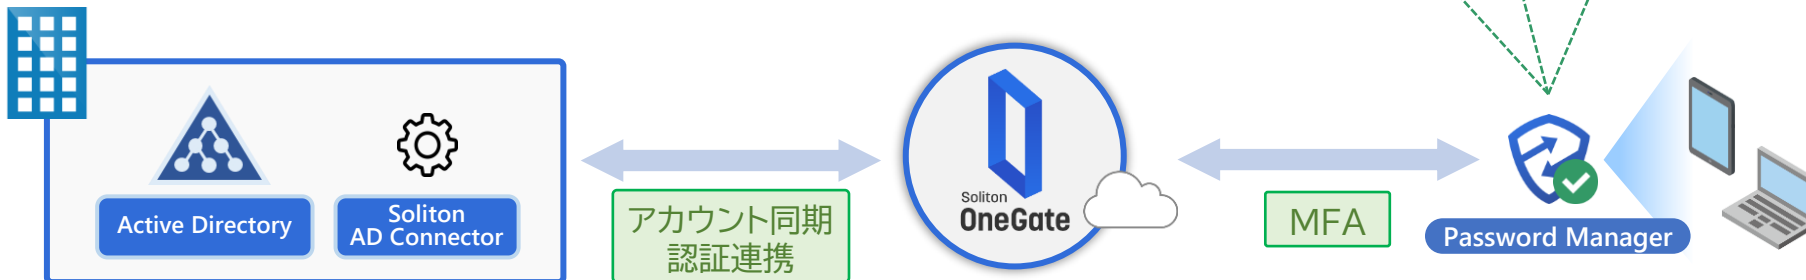 Active Directory
Soliton
AD Connector
アカウント同期
認証連携
Soliton
OneGate
MFA
Password Manager